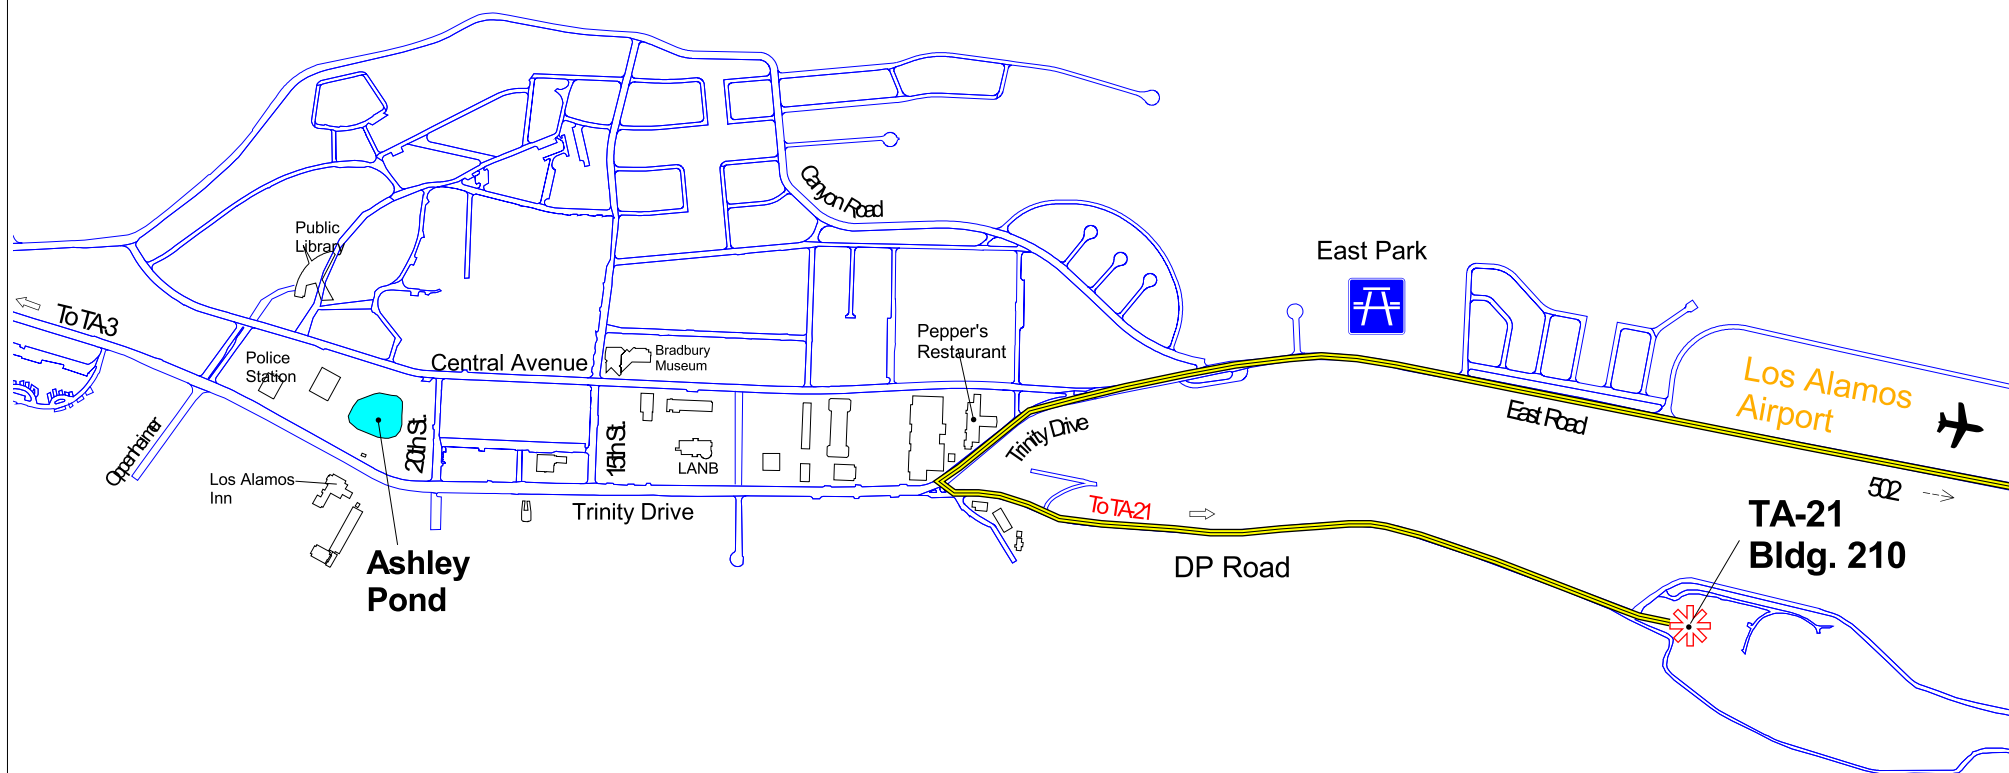 Canyon Road
Public
Library
East Park
To TA-3
Pepper's
Restaurant
Police
Station
Central Avenue
Bradbury
Museum
Los Alamos
Airport
Oppenheimer
20th St.
15th St.
Trinity Drive
East Road
LANB
Los Alamos
Inn
502
To TA-21
Trinity Drive
TA-21
Bldg. 210
Ashley
Pond
DP Road